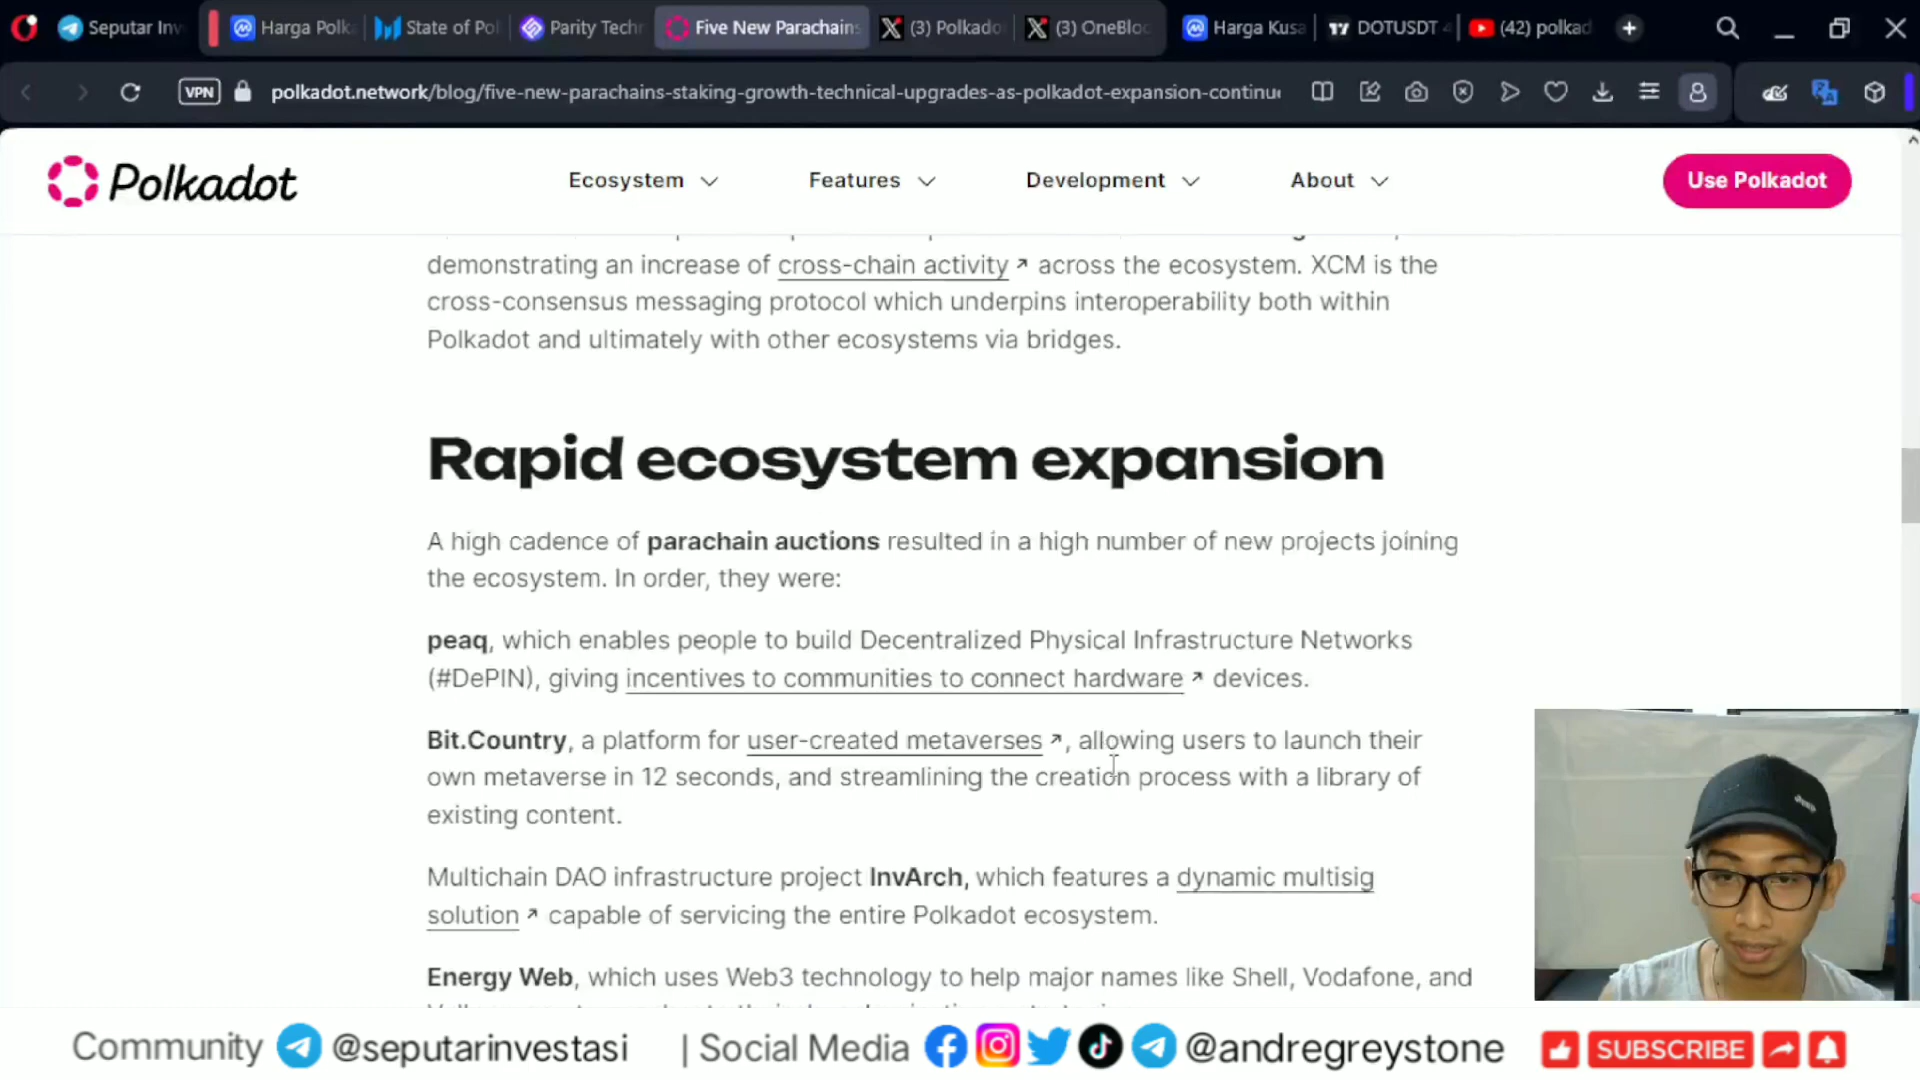 Seputar Inv
Harga Polk
State of Pol
Parity Techr
Five New Parachains
(3) Polkado
(3) OneBloc
Harga Kusa
DOTUSDT 4
(42) polkad
VPN
polkadot.network/blog/five-new-parachains-staking-growth-technical-upgrades-as-polkadot-expansion-continu
Polkadot
Ecosystem
Features
Development
About
Use Polkadot
demonstrating an increase of cross-chain activity ↗ across the ecosystem. XCM is the
cross-consensus messaging protocol which underpins interoperability both within
Polkadot and ultimately with other ecosystems via bridges.
Rapid ecosystem expansion
A high cadence of parachain auctions resulted in a high number of new projects joining
the ecosystem. In order, they were:
peaq, which enables people to build Decentralized Physical Infrastructure Networks
(#DePIN), giving incentives to communities to connect hardware ↗ devices.
Bit.Country, a platform for user-created metaverses ↗, allowing users to launch their
own metaverse in 12 seconds, and streamlining the creation process with a library of
existing content.
Multichain DAO infrastructure project InvArch, which features a dynamic multisig
solution ↗ capable of servicing the entire Polkadot ecosystem.
Energy Web, which uses Web3 technology to help major names like Shell, Vodafone, and
Community @seputarinvestasi | Social Media @andregreystone SUBSCRIBE